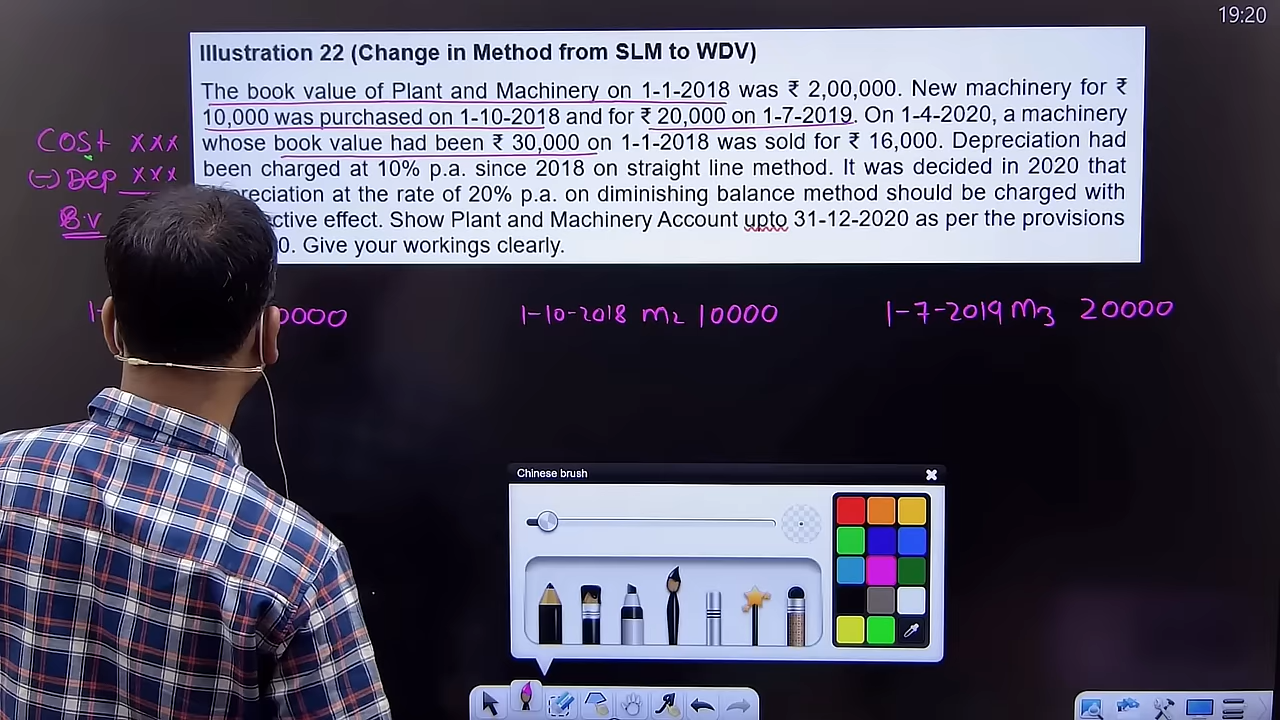 19:20
Illustration 22 (Change in Method from SLM to WDV)
The book value of Plant and Machinery on 1-1-2018 was ₹ 2,00,000. New machinery for ₹
10,000 was purchased on 1-10-2018 and for ₹ 20,000 on 1-7-2019. On 1-4-2020, a machinery
whose book value had been ₹ 30,000 on 1-1-2018 was sold for ₹ 16,000. Depreciation had
been charged at 10% p.a. since 2018 on straight line method. It was decided in 2020 that
preciation at the rate of 20% p.a. on diminishing balance method should be charged with
ective effect. Show Plant and Machinery Account upto 31-12-2020 as per the provisions
0. Give your workings clearly.
Cost xxx
(-) Dep xxx
B.V
1- 0000
1-10-2018 m2 10000
1-7-2019 m3 20000
Chinese brush